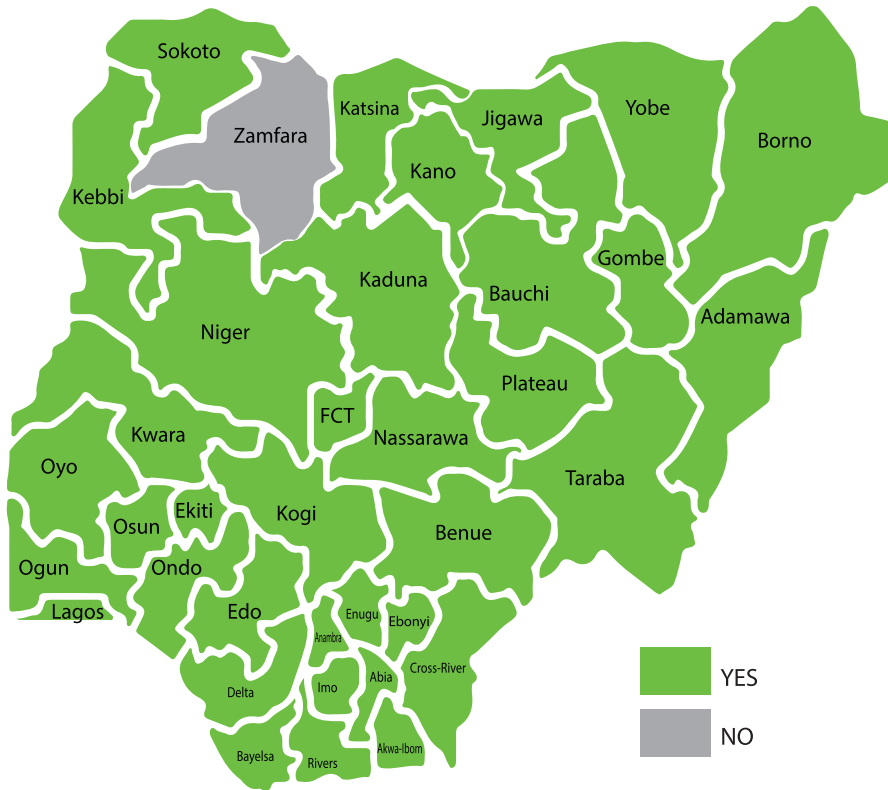 Sokoto
Zamfara
Katsina
Jigawa
Yobe
Borno
Kebbi
Kano
Kaduna
Gombe
Bauchi
Adamawa
Niger
Plateau
FCT
Kwara
Nassarawa
Oyo
Taraba
Osun
Ekiti
Kogi
Benue
Ogun
Ondo
Lagos
Edo
Anambra
Enugu
Ebonyi
Delta
Imo
Abia
Cross-River
Bayelsa
Rivers
Akwa-Ibom
YES
NO